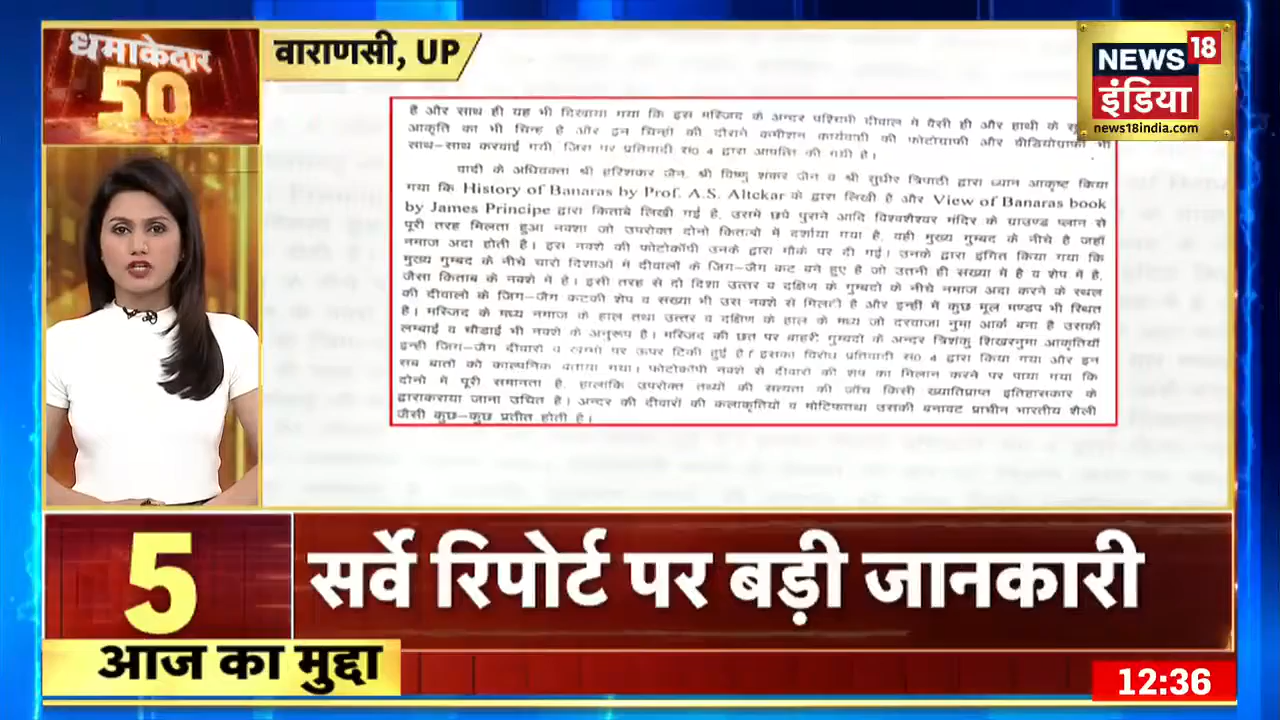 धमाकेदार
50
वाराणसी, UP
NEWS 18
इंडिया
news18india.com
है और साथ ही यह भी दिखाया गया कि इस मस्जिद के अन्दर पश्चिमी दीवाल में वैसी ही और हाथी के
आकृति का भी चिन्ह है और इन चिन्हों की दौराने कमीशन कार्यवाही की फोटोग्राफी और वीडियोग्राफी भी
साथ-साथ करवाई गयी, जिस पर प्रतिवादी सं0 4 द्वारा आपत्ति की गयी है।
वादी के अधिवक्ता श्री हरिशंकर जैन, श्री विष्णु शंकर जैन व श्री सुधीर त्रिपाठी द्वारा ध्यान आकृष्ट किया
गया कि History of Banaras by Prof. A.S. Altekar के द्वारा लिखी है और View of Banaras book
by James Principe द्वारा किताबे लिखी गई है, उसमें छपे पुराने आदि विश्वशेश्वर मंदिर के ग्राउण्ड प्लान से
पूरी तरह मिलता हुआ नक्शा जो उपरोक्त दोनो किताबो में दर्शाया गया है, यही मुख्य गुम्बद के नीचे है जहाँ
नमाज अदा होती है। इस नक्शे की फोटोकॉपी उनके द्वारा मौके पर दी गई। उनके द्वारा इंगित किया गया कि
मुख्य गुम्बद के नीचे चारो दिशाओं में दीवालों के जिग-जैग कट बने हुए है जो उतनी ही संख्या में है व शेप में है,
जैसा किताब के नक्शे में है। इसी तरह से दो दिशा उत्तर व दक्षिण के गुम्बदो के नीचे नमाज अदा करने के स्थल
की दीवालो के जिग-जैग कटकी शेप व संख्या भी उस नक्शे से मिलती है और इन्हीं में कुछ मूल मण्डप भी स्थित
है। मस्जिद के मध्य नमाज के हाल तथा उत्तर व दक्षिण के हाल के मध्य जो दरवाजा नुमा आर्क बना है उसकी
लम्बाई व चौडाई भी नक्शे के अनुरूप है। मस्जिद की छत पर बाहरी गुम्बदों के अन्दर त्रिशंकु शिखरनुमा आकृतियाँ
इन्ही जिग-जैग दीवारो व खम्भो पर ऊपर टिकी हुई है। इसका विरोध प्रतिवादी सं0 4 द्वारा किया गया और इन
सब बातों को काल्पनिक बताया गया। फोटोकॉपी नक्शे से दीवारों की शेप का मिलान करने पर पाया गया कि
दोनो में पूरी समानता है, हालांकि उपरोक्त तथ्यों की सत्यता की जाँच किसी ख्यातिप्राप्त इतिहासकार के
द्वाराकराया जाना उचित है। अन्दर की दीवारों की कलाकृतियों व मोटिफतथा उसकी बनावट प्राचीन भारतीय शैली
जैसी कुछ-कुछ प्रतीत होती है।
5
सर्वे रिपोर्ट पर बड़ी जानकारी
आज का मुद्दा
12:36